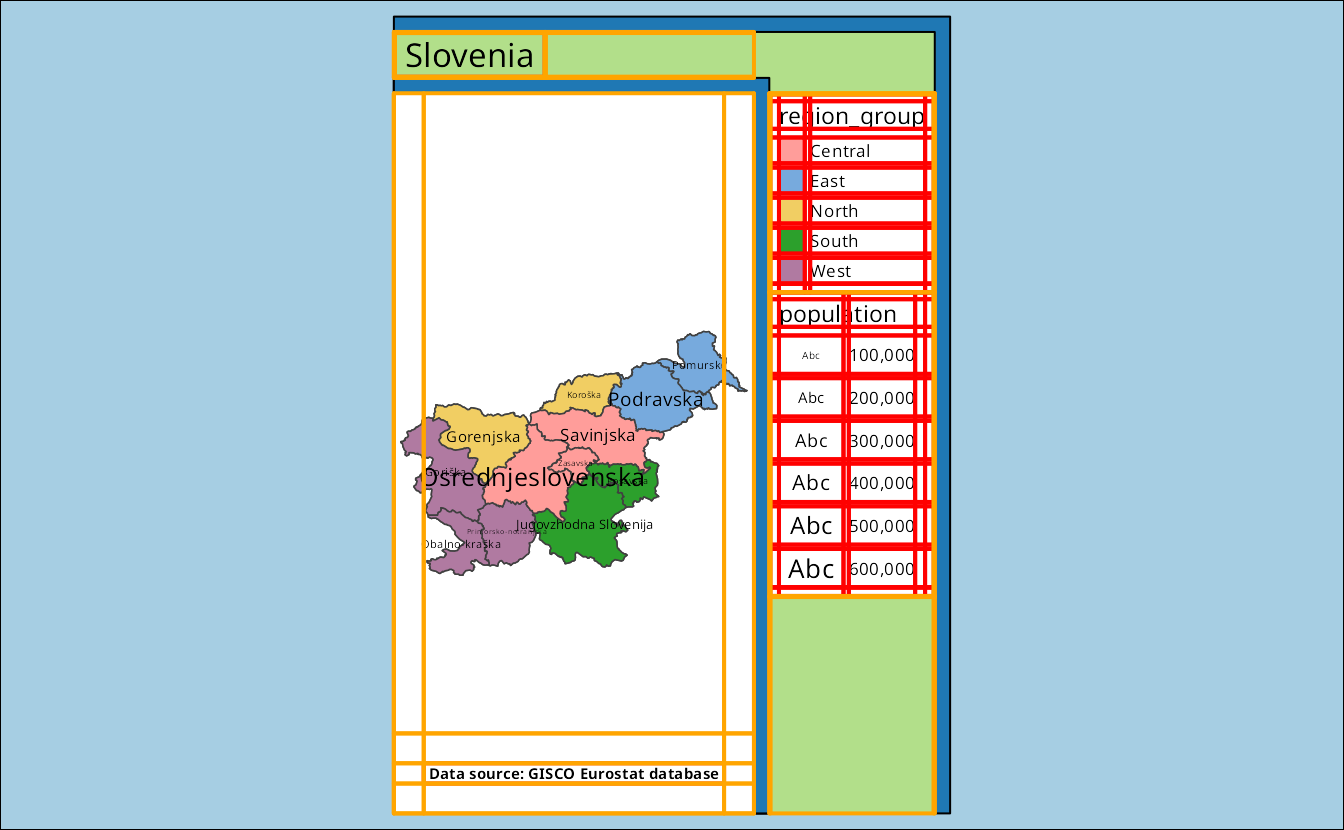 Slovenia
region_group
Central
East
North
South
West
population
Abc 100,000
Abc 200,000
Abc 300,000
Abc 400,000
Abc 500,000
Abc 600,000
Pomurska
Koroška
Podravska
Gorenjska
Savinjska
Zasavska
Goriška
Osrednjeslovenska
Jugovzhodna Slovenija
Primorsko-notranjska
Obalno-kraška
Data source: GISCO Eurostat database